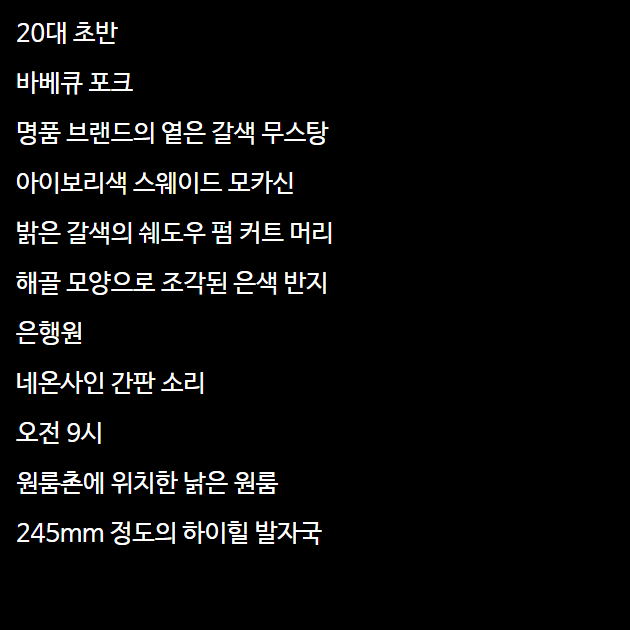 20대 초반
바베큐 포크
명품 브랜드의 옅은 갈색 무스탕
아이보리색 스웨이드 모카신
밝은 갈색의 쉐도우 펌 커트 머리
해골 모양으로 조각된 은색 반지
은행원
네온사인 간판 소리
오전 9시
원룸촌에 위치한 낡은 원룸
245mm 정도의 하이힐 발자국